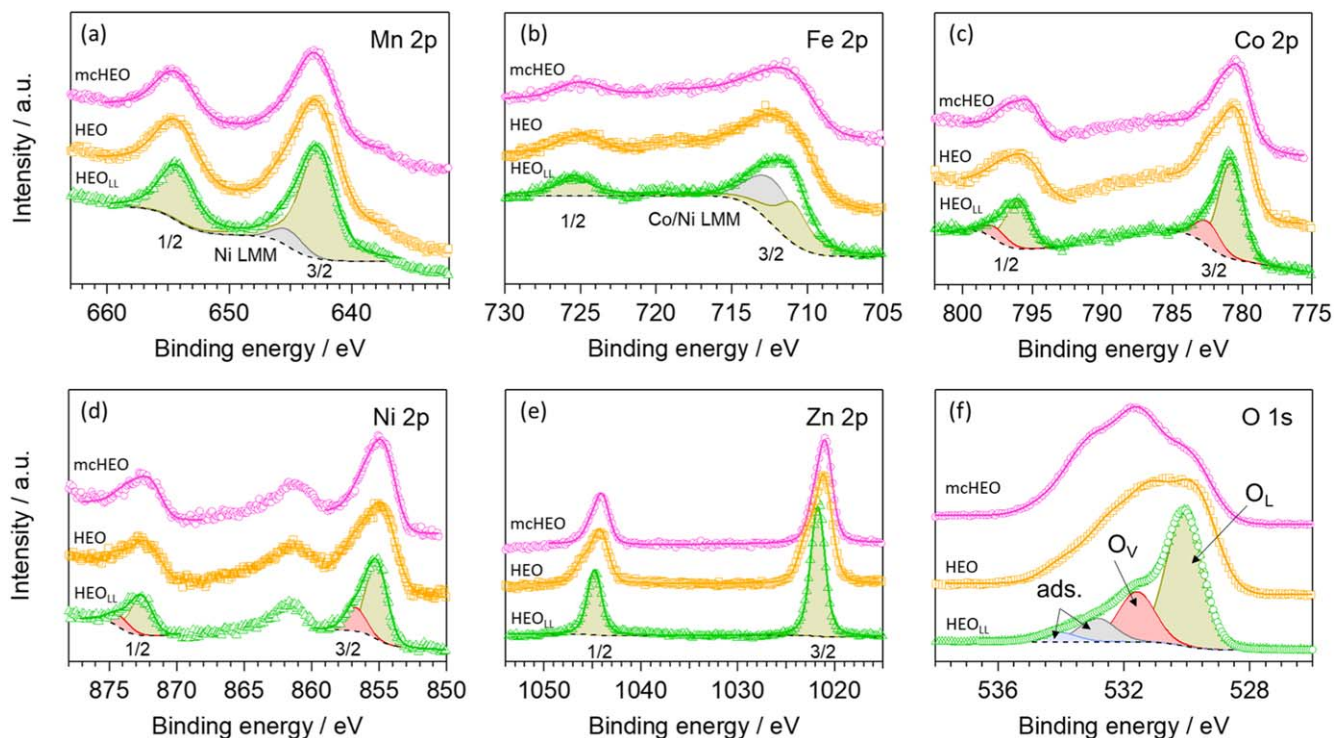 (a) Mn 2p
mcHEO
HEO
HEO_LL
1/2 Ni LMM 3/2
660 650 640
Binding energy / eV
Intensity / a.u.
(b) Fe 2p
mcHEO
HEO
HEO_LL
1/2 Co/Ni LMM 3/2
730 725 720 715 710 705
Binding energy / eV
(c) Co 2p
mcHEO
HEO
HEO_LL
1/2 3/2
800 795 790 785 780 775
Binding energy / eV
(d) Ni 2p
mcHEO
HEO
HEO_LL
1/2 3/2
875 870 865 860 855 850
Binding energy / eV
Intensity / a.u.
(e) Zn 2p
mcHEO
HEO
HEO_LL
1/2 3/2
1050 1040 1030 1020
Binding energy / eV
(f) O 1s
mcHEO
O_L
HEO
O_V
ads.
HEO_LL
536 532 528
Binding energy / eV